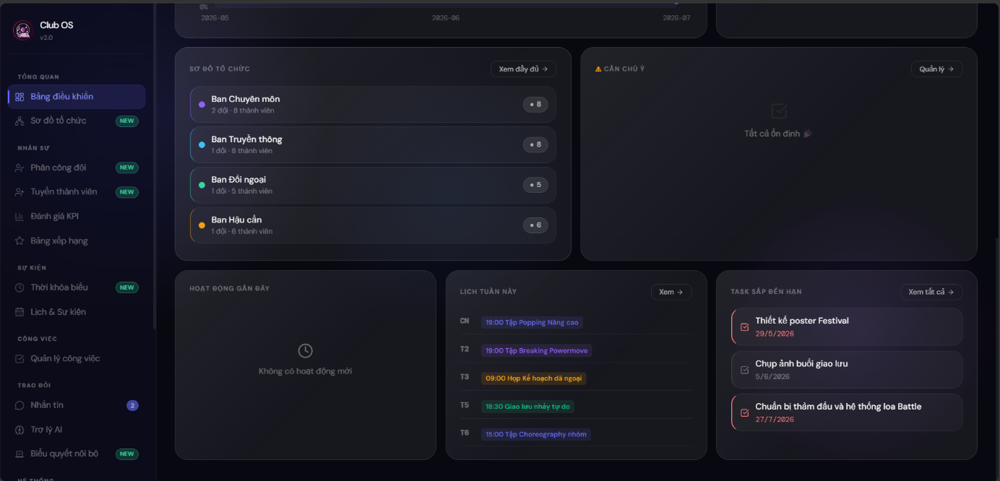 Club OS
v2.0
TỔNG QUAN
Bảng điều khiển
Sơ đồ tổ chức
NEW
NHÂN SỰ
Phân công đội
NEW
Tuyển thành viên
NEW
Đánh giá KPI
Bảng xếp hạng
SỰ KIỆN
Thời khóa biểu
NEW
Lịch & Sự kiện
CÔNG VIỆC
Quản lý công việc
TRAO ĐỔI
Nhắn tin
2
Trợ lý AI
Biểu quyết nội bộ
NEW
HỆ THỐNG
0%
2026-05
2026-06
2026-07
SƠ ĐỒ TỔ CHỨC
Xem đầy đủ →
Ban Chuyên môn
2 đội · 8 thành viên
● 8
Ban Truyền thông
1 đội · 8 thành viên
● 8
Ban Đối ngoại
1 đội · 5 thành viên
● 5
Ban Hậu cần
1 đội · 6 thành viên
● 6
⚠ CẦN CHÚ Ý
Quản lý →
Tất cả ổn định 🎉
HOẠT ĐỘNG GẦN ĐÂY
Không có hoạt động mới
LỊCH TUẦN NÀY
Xem →
CN
19:00 Tập Popping Nâng cao
T2
19:00 Tập Breaking Powermove
T3
09:00 Họp Kế hoạch dã ngoại
T5
18:30 Giao lưu nhảy tự do
T6
15:00 Tập Choreography nhóm
TASK SẮP ĐẾN HẠN
Xem tất cả →
Thiết kế poster Festival
29/5/2026
Chụp ảnh buổi giao lưu
5/6/2026
Chuẩn bị thảm đấu và hệ thống loa Battle
27/7/2026